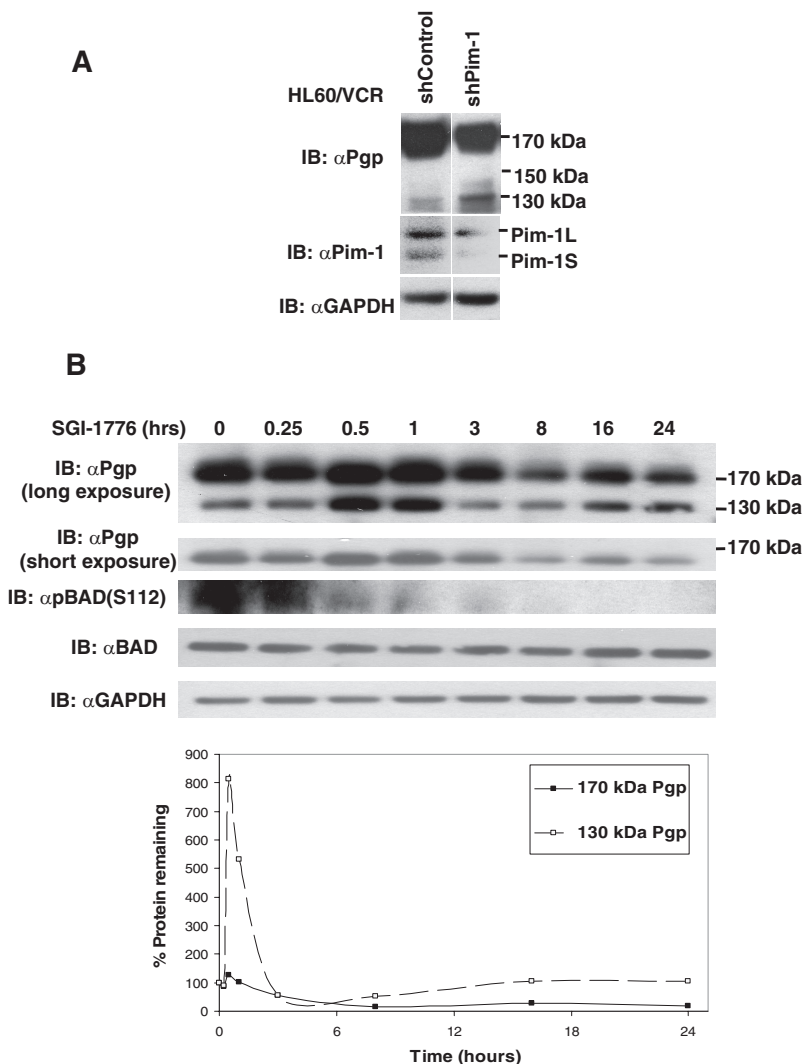 A
HL60/VCR
shControl
shPim-1
IB: αPgp
170 kDa
150 kDa
130 kDa
IB: αPim-1
Pim-1L
Pim-1S
IB: αGAPDH
B
SGI-1776 (hrs) 0 0.25 0.5 1 3 8 16 24
IB: αPgp
(long exposure)
170 kDa
130 kDa
IB: αPgp
(short exposure)
170 kDa
IB: αpBAD(S112)
IB: αBAD
IB: αGAPDH
900
800
700
600
500
400
300
200
100
0
% Protein remaining
170 kDa Pgp
130 kDa Pgp
0 6 12 18 24
Time (hours)